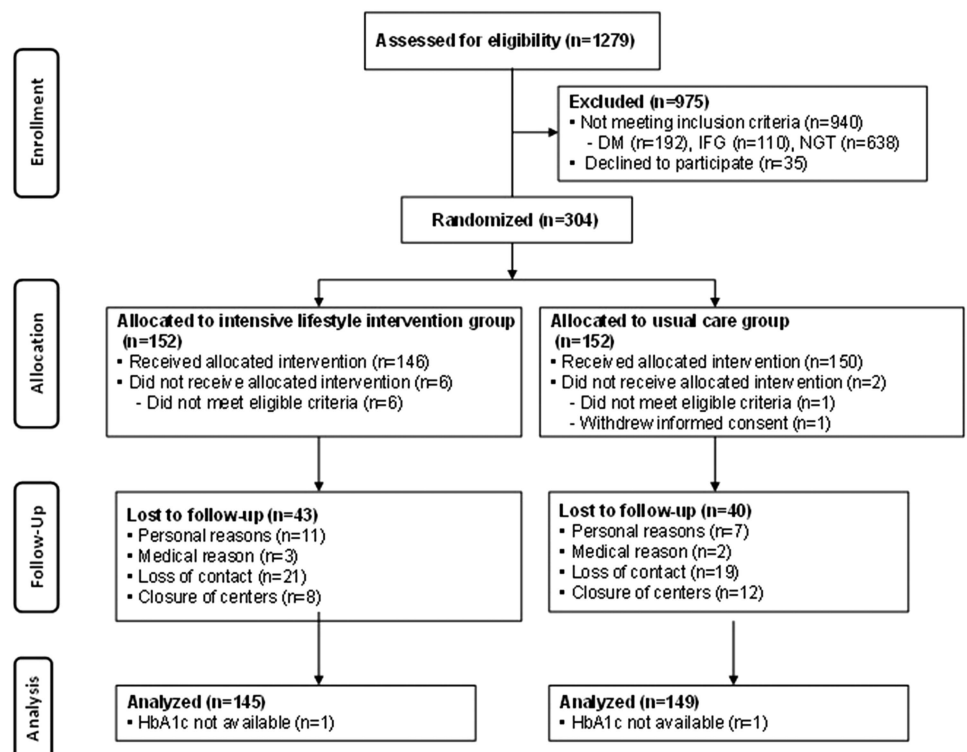 Assessed for eligibility (n=1279)
Enrollment
Excluded (n=975)
▪ Not meeting inclusion criteria (n=940)
- DM (n=192), IFG (n=110), NGT (n=638)
▪ Declined to participate (n=35)
Randomized (n=304)
Allocation
Allocated to intensive lifestyle intervention group
(n=152)
▪ Received allocated intervention (n=146)
▪ Did not receive allocated intervention (n=6)
- Did not meet eligible criteria (n=6)
Allocated to usual care group
(n=152)
▪ Received allocated intervention (n=150)
▪ Did not receive allocated intervention (n=2)
- Did not meet eligible criteria (n=1)
- Withdrew informed consent (n=1)
Follow-Up
Lost to follow-up (n=43)
▪ Personal reasons (n=11)
▪ Medical reason (n=3)
▪ Loss of contact (n=21)
▪ Closure of centers (n=8)
Lost to follow-up (n=40)
▪ Personal reasons (n=7)
▪ Medical reason (n=2)
▪ Loss of contact (n=19)
▪ Closure of centers (n=12)
Analysis
Analyzed (n=145)
▪ HbA1c not available (n=1)
Analyzed (n=149)
▪ HbA1c not available (n=1)